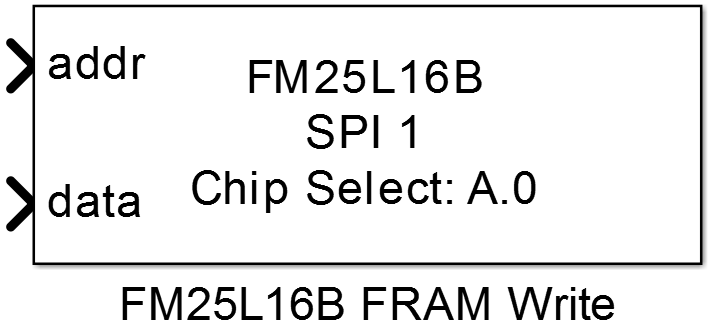 addr
FM25L16B
SPI 1
Chip Select: A.0
data
FM25L16B FRAM Write